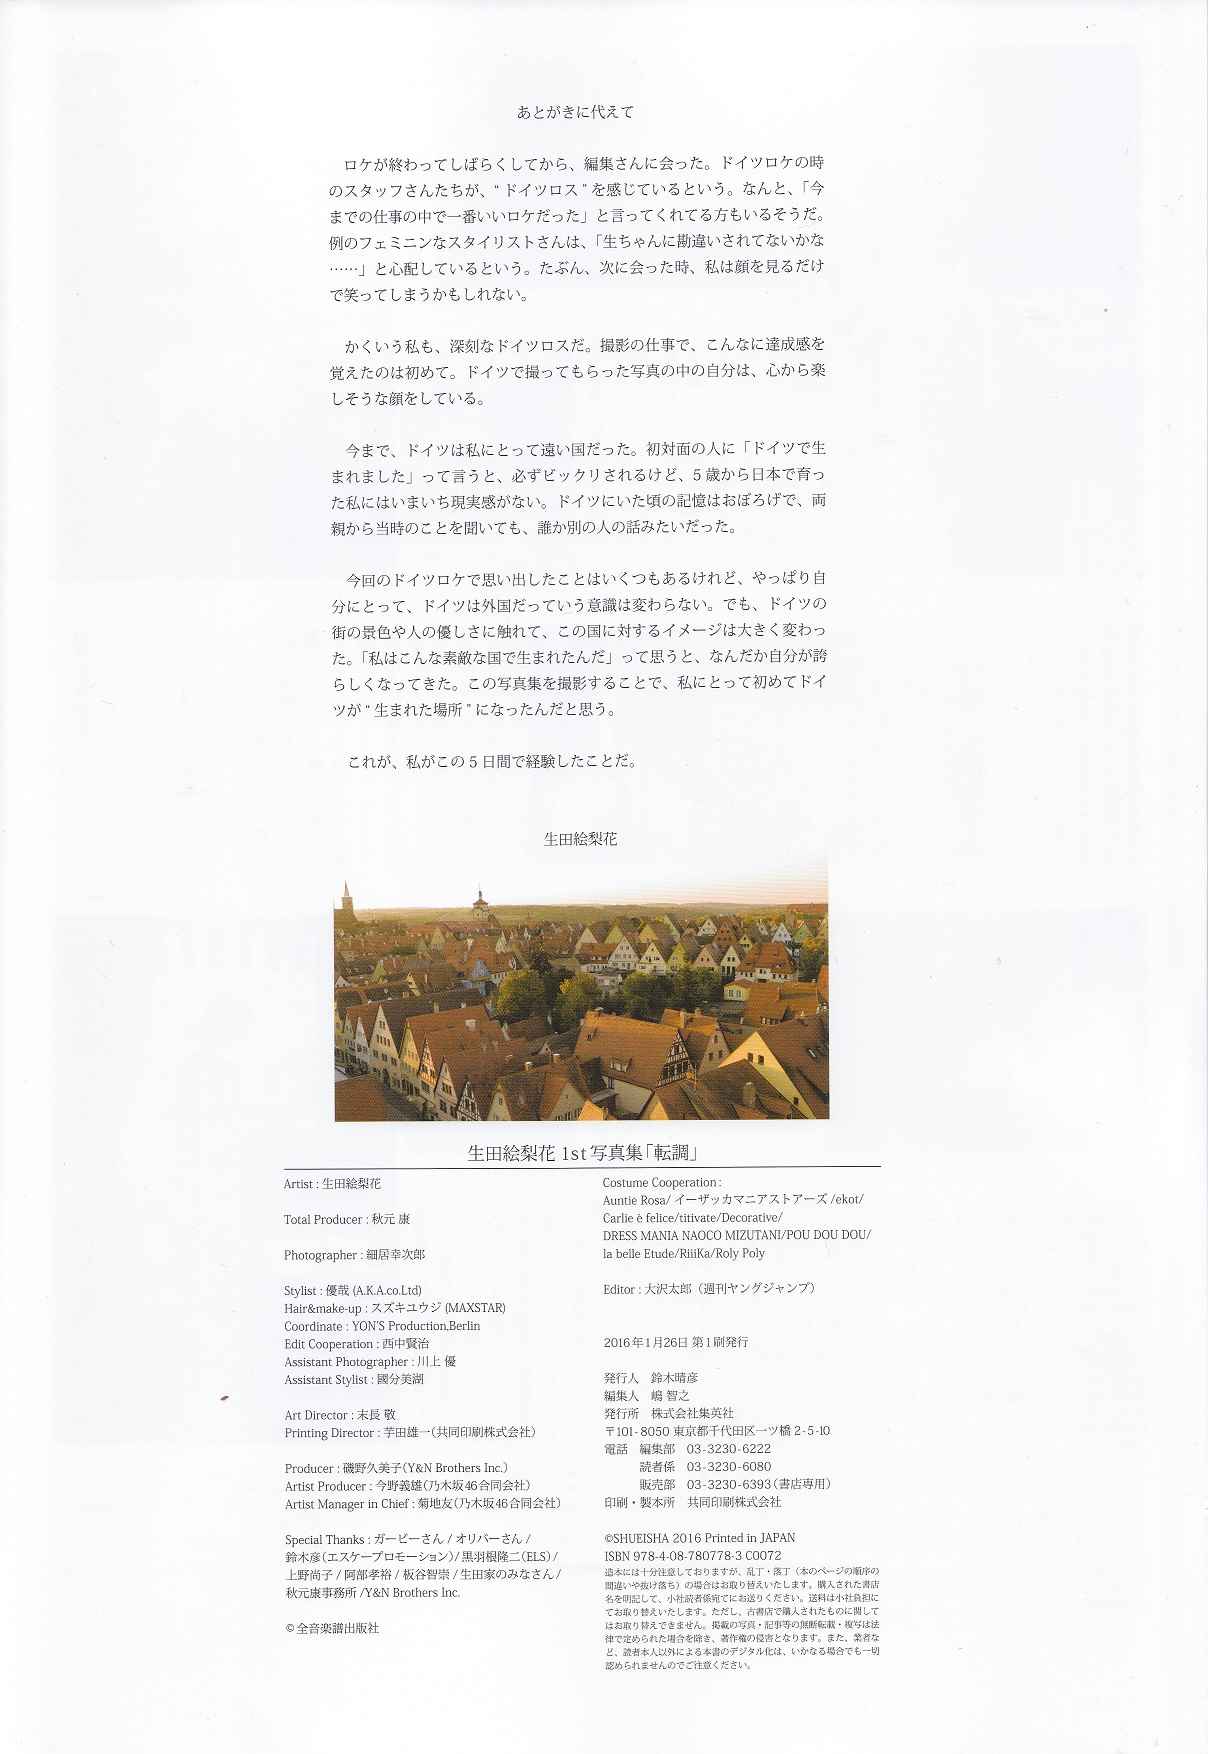 あとがきに代えて
ロケが終わってしばらくしてから、編集さんに会った。ドイツロケの時
のスタッフさんたちが、“ドイツロス”を感じているという。なんと、「今
までの仕事の中で一番いいロケだった」と言ってくれてる方もいるそうだ。
例のフェミニンなスタイリストさんは、「生ちゃんに勘違いされてないかな
……」と心配しているという。たぶん、次に会った時、私は顔を見るだけ
で笑ってしまうかもしれない。
かくいう私も、深刻なドイツロスだ。撮影の仕事で、こんなに達成感を
覚えたのは初めて。ドイツで撮ってもらった写真の中の自分は、心から楽
しそうな顔をしている。
今まで、ドイツは私にとって遠い国だった。初対面の人に「ドイツで生
まれました」って言うと、必ずビックリされるけど、5歳から日本で育っ
た私にはいまいち現実感がない。ドイツにいた頃の記憶はおぼろげで、両
親から当時のことを聞いても、誰か別の人の話みたいだった。
今回のドイツロケで思い出したことはいくつもあるけれど、やっぱり自
分にとって、ドイツは外国だっていう意識は変わらない。でも、ドイツの
街の景色や人の優しさに触れて、この国に対するイメージは大きく変わっ
た。「私はこんな素敵な国で生まれたんだ」って思うと、なんだか自分が誇
らしくなってきた。この写真集を撮影することで、私にとって初めてドイ
ツが“生まれた場所”になったんだと思う。
これが、私がこの5日間で経験したことだ。
生田絵梨花
生田絵梨花 1st写真集「転調」
Artist : 生田絵梨花
Total Producer : 秋元 康
Photographer : 細居幸次郎
Stylist : 優哉 (A.K.A.co.Ltd)
Hair&make-up : スズキユウジ (MAXSTAR)
Coordinate : YON'S Production,Berlin
Edit Cooperation : 西中賢治
Assistant Photographer : 川上 優
Assistant Stylist : 國分美湖
Art Director : 末長 敬
Printing Director : 芋田雄一(共同印刷株式会社)
Producer : 磯野久美子(Y&N Brothers Inc.)
Artist Producer : 今野義雄(乃木坂46合同会社)
Artist Manager in Chief : 菊地友(乃木坂46合同会社)
Special Thanks : ガービーさん / オリバーさん /
鈴木彦(エスケープロモーション) / 黒羽根隆二(ELS) /
上野尚子 / 阿部孝裕 / 板谷智崇 / 生田家のみなさん /
秋元康事務所 /Y&N Brothers Inc.
© 全音楽譜出版社
Costume Cooperation :
Auntie Rosa/ イーザッカマニアストアーズ /ekot/
Carlie è felice/titivate/Decorative/
DRESS MANIA NAOCO MIZUTANI/POU DOU DOU/
la belle Etude/RiiiKa/Roly Poly
Editor : 大沢太郎（週刊ヤングジャンプ）
2016年1月26日 第1刷発行
発行人 鈴木晴彦
編集人 嶋 智之
発行所 株式会社集英社
〒101-8050 東京都千代田区一ツ橋 2-5-10
電話 編集部 03-3230-6222
読者係 03-3230-6080
販売部 03-3230-6393(書店専用)
印刷・製本所 共同印刷株式会社
©SHUEISHA 2016 Printed in JAPAN
ISBN 978-4-08-780778-3 C0072
造本には十分注意しておりますが、乱丁・落丁（本のページの順序の
間違いや抜け落ち）の場合はお取り替えいたします。購入された書店
名を明記して、小社読者係宛てにお送りください。送料は小社負担に
てお取り替えいたします。ただし、古書店で購入されたものに関して
はお取り替えできません。掲載の写真・記事等の無断転載・複写は法
律で定められた場合を除き、著作権の侵害となります。また、業者な
ど、読者本人以外による本書のデジタル化は、いかなる場合でも一切
認められませんのでご注意ください。